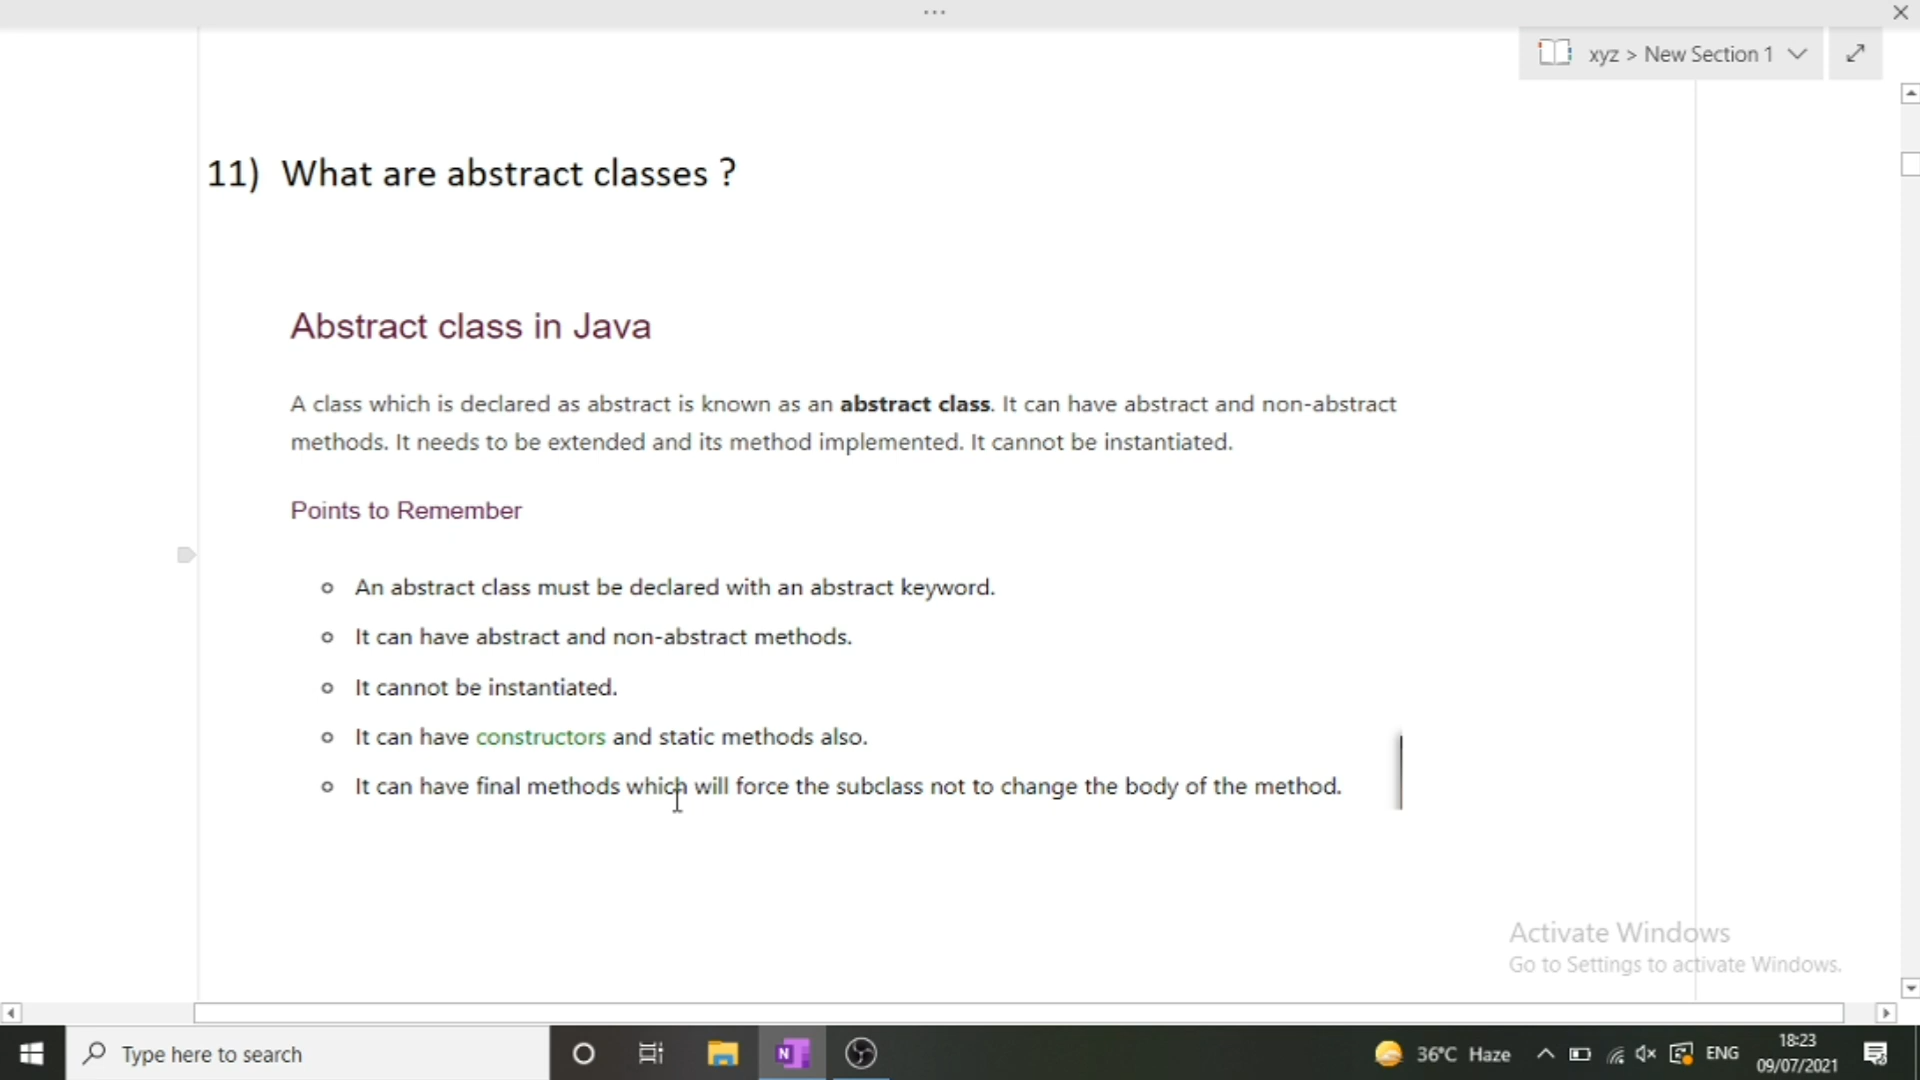 xyz > New Section 1
11) What are abstract classes ?
Abstract class in Java
A class which is declared as abstract is known as an abstract class. It can have abstract and non-abstract
methods. It needs to be extended and its method implemented. It cannot be instantiated.
Points to Remember
An abstract class must be declared with an abstract keyword.
It can have abstract and non-abstract methods.
It cannot be instantiated.
It can have constructors and static methods also.
It can have final methods which will force the subclass not to change the body of the method.
Activate Windows
Go to Settings to activate Windows.
Type here to search
N
36°C Haze
ENG
18:23
09/07/2021